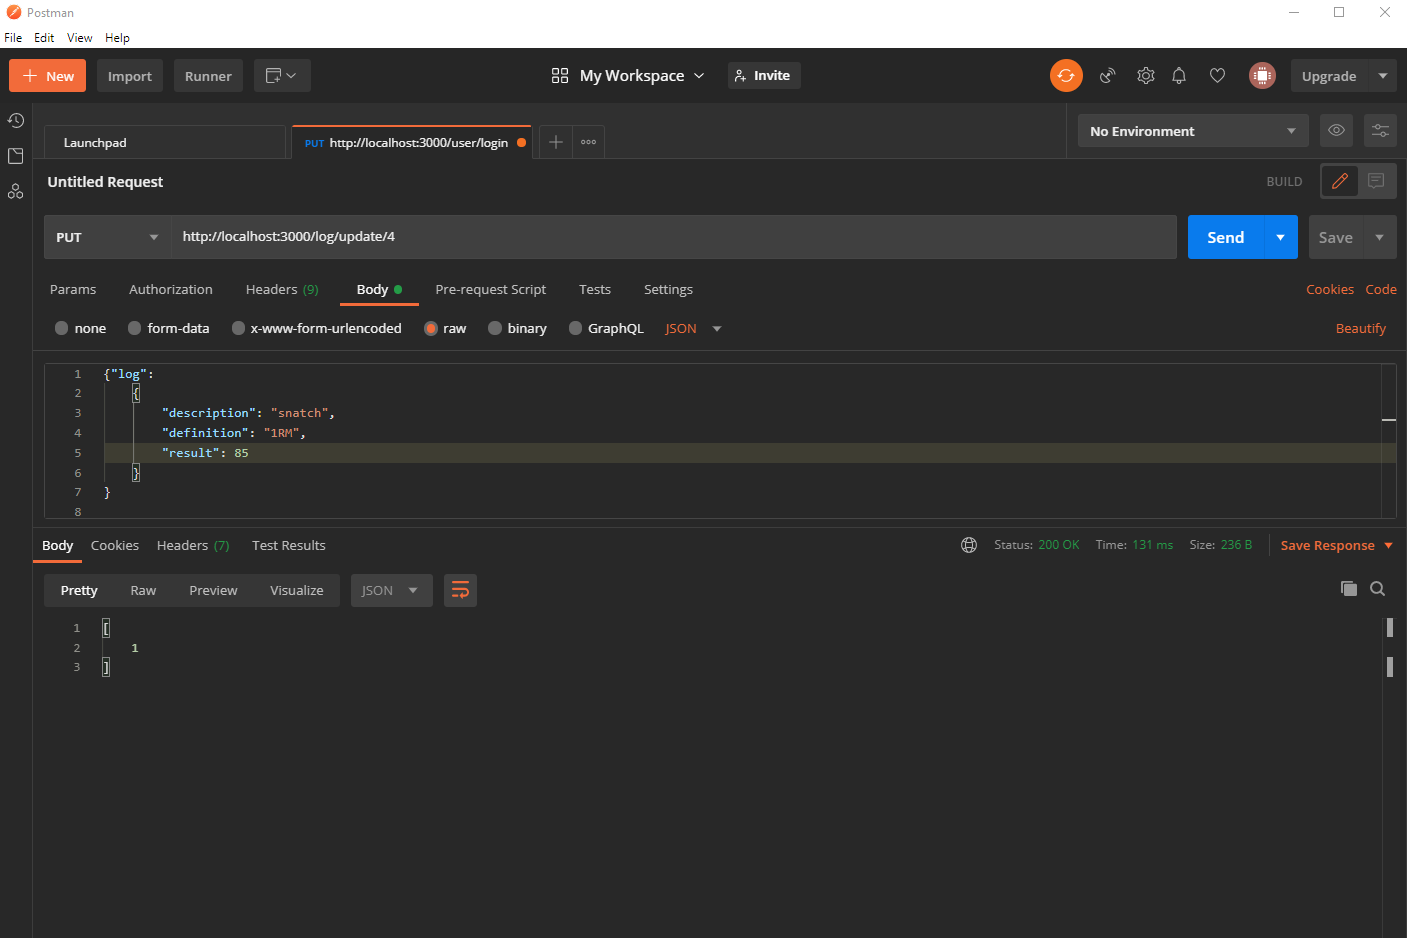 Postman
File Edit View Help
New Import Runner My Workspace Invite Upgrade
Launchpad PUT http://localhost:3000/user/login No Environment
Untitled Request BUILD
PUT http://localhost:3000/log/update/4 Send Save
Params Authorization Headers (9) Body Pre-request Script Tests Settings Cookies Code
none form-data x-www-form-urlencoded raw binary GraphQL JSON Beautify
1 {"log":
2 {
3 "description": "snatch",
4 "definition": "1RM",
5 "result": 85
6 }
7 }
8
Body Cookies Headers (7) Test Results Status: 200 OK Time: 131 ms Size: 236 B Save Response
Pretty Raw Preview Visualize JSON
1 [
2 1
3 ]